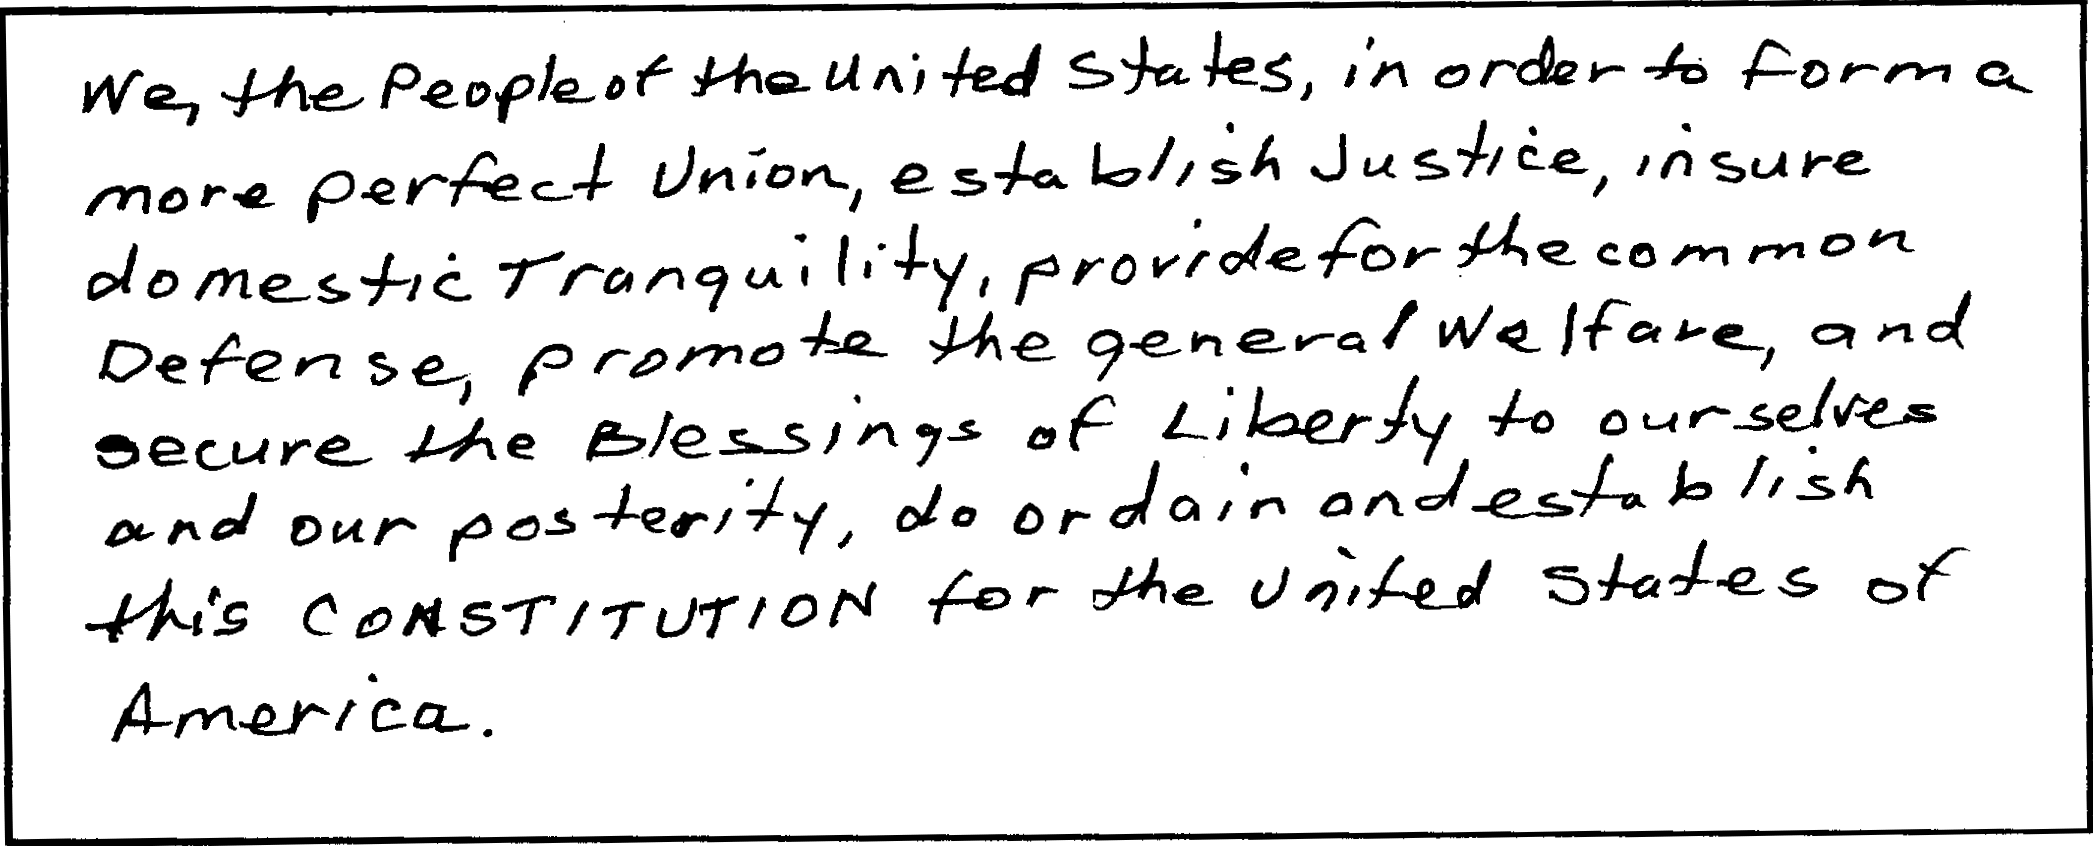 We, the People of the United States, in order to form a
more perfect Union, establish Justice, insure
domestic Tranquility, provide for the common
Defense, promote the general Welfare, and
secure the Blessings of Liberty to ourselves
and our posterity, do ordain and establish
this CONSTITUTION for the United States of
America.